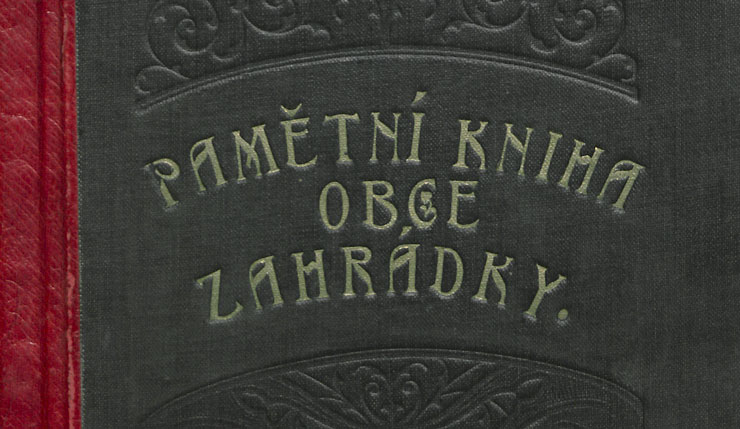 PAMĚTNÍ KNIHA
OBCE
ZAHRÁDKY.